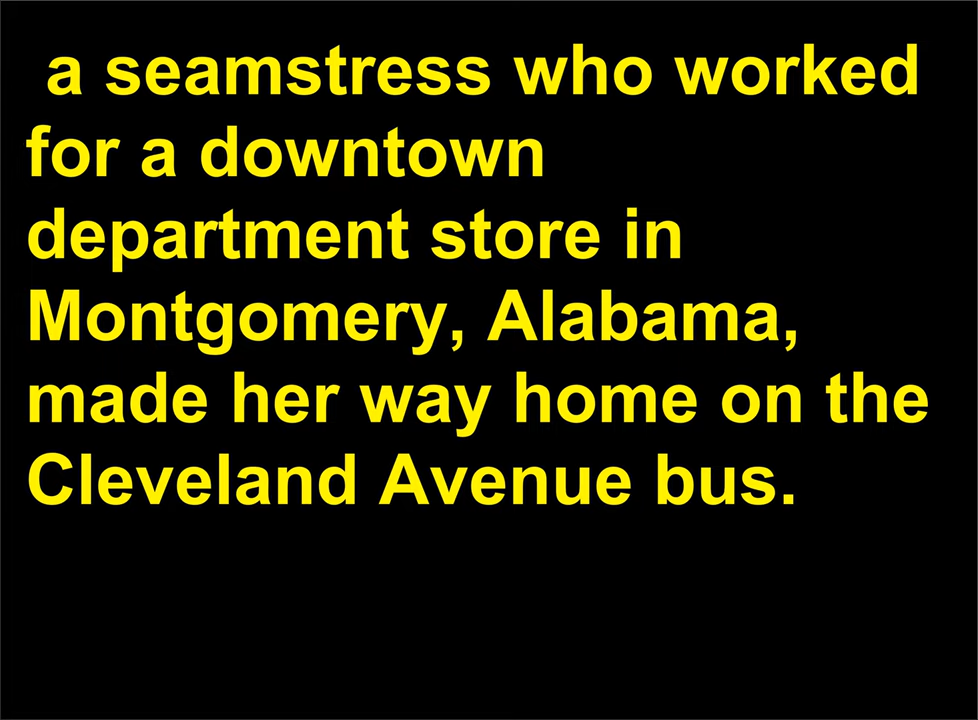 a seamstress who worked
for a downtown
department store in
Montgomery, Alabama,
made her way home on the
Cleveland Avenue bus.